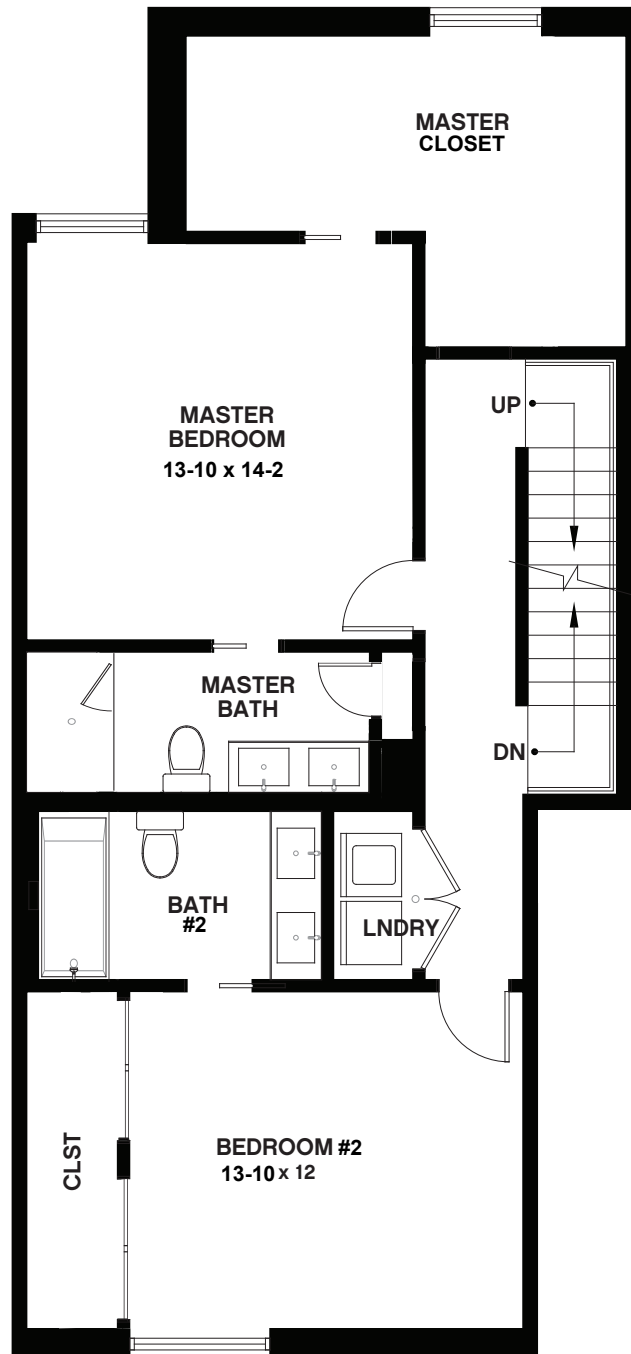 MASTER
CLOSET
UP
MASTER
BEDROOM
13-10 x 14-2
MASTER
BATH
DN
BATH
#2
LNDRY
CLST
BEDROOM #2
13-10 x 12